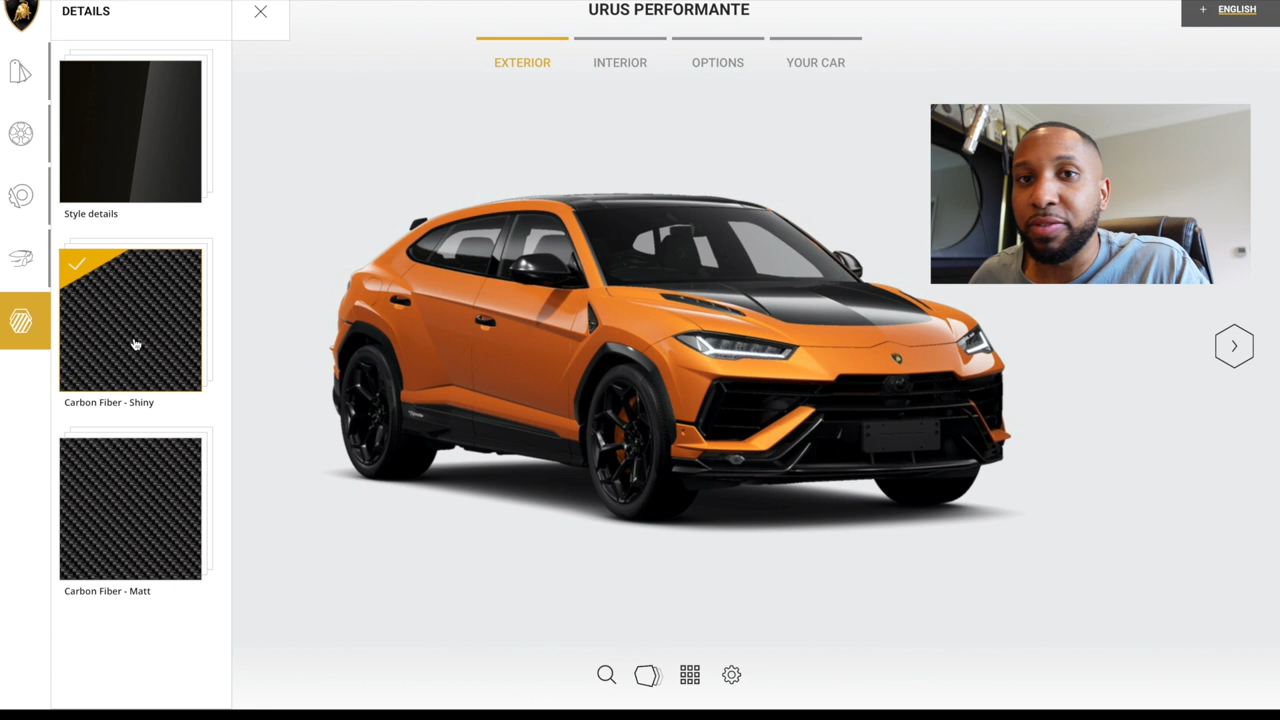 DETAILS
URUS PERFORMANTE
+ ENGLISH
EXTERIOR
INTERIOR
OPTIONS
YOUR CAR
Style details
Carbon Fiber - Shiny
Carbon Fiber - Matt